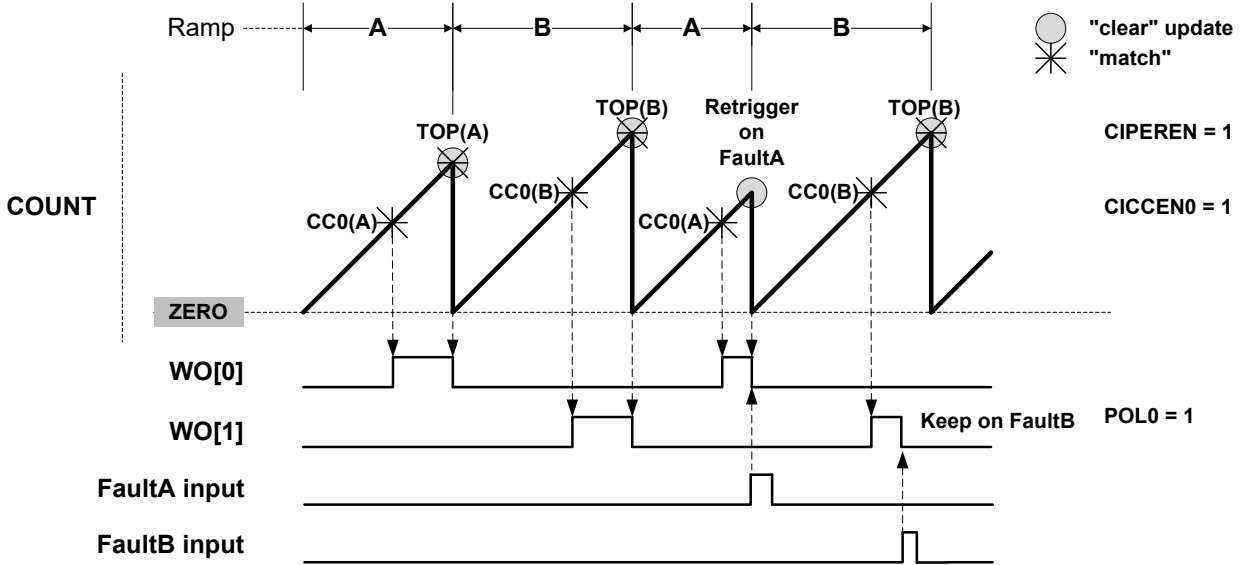 Ramp
A
B
A
B
"clear" update
"match"
TOP(A)
TOP(B)
Retrigger
on
FaultA
TOP(B)
CIPEREN = 1
COUNT
CC0(A)
CC0(B)
CC0(A)
CC0(B)
CICCEN0 = 1
ZERO
WO[0]
WO[1]
Keep on FaultB
POL0 = 1
FaultA input
FaultB input